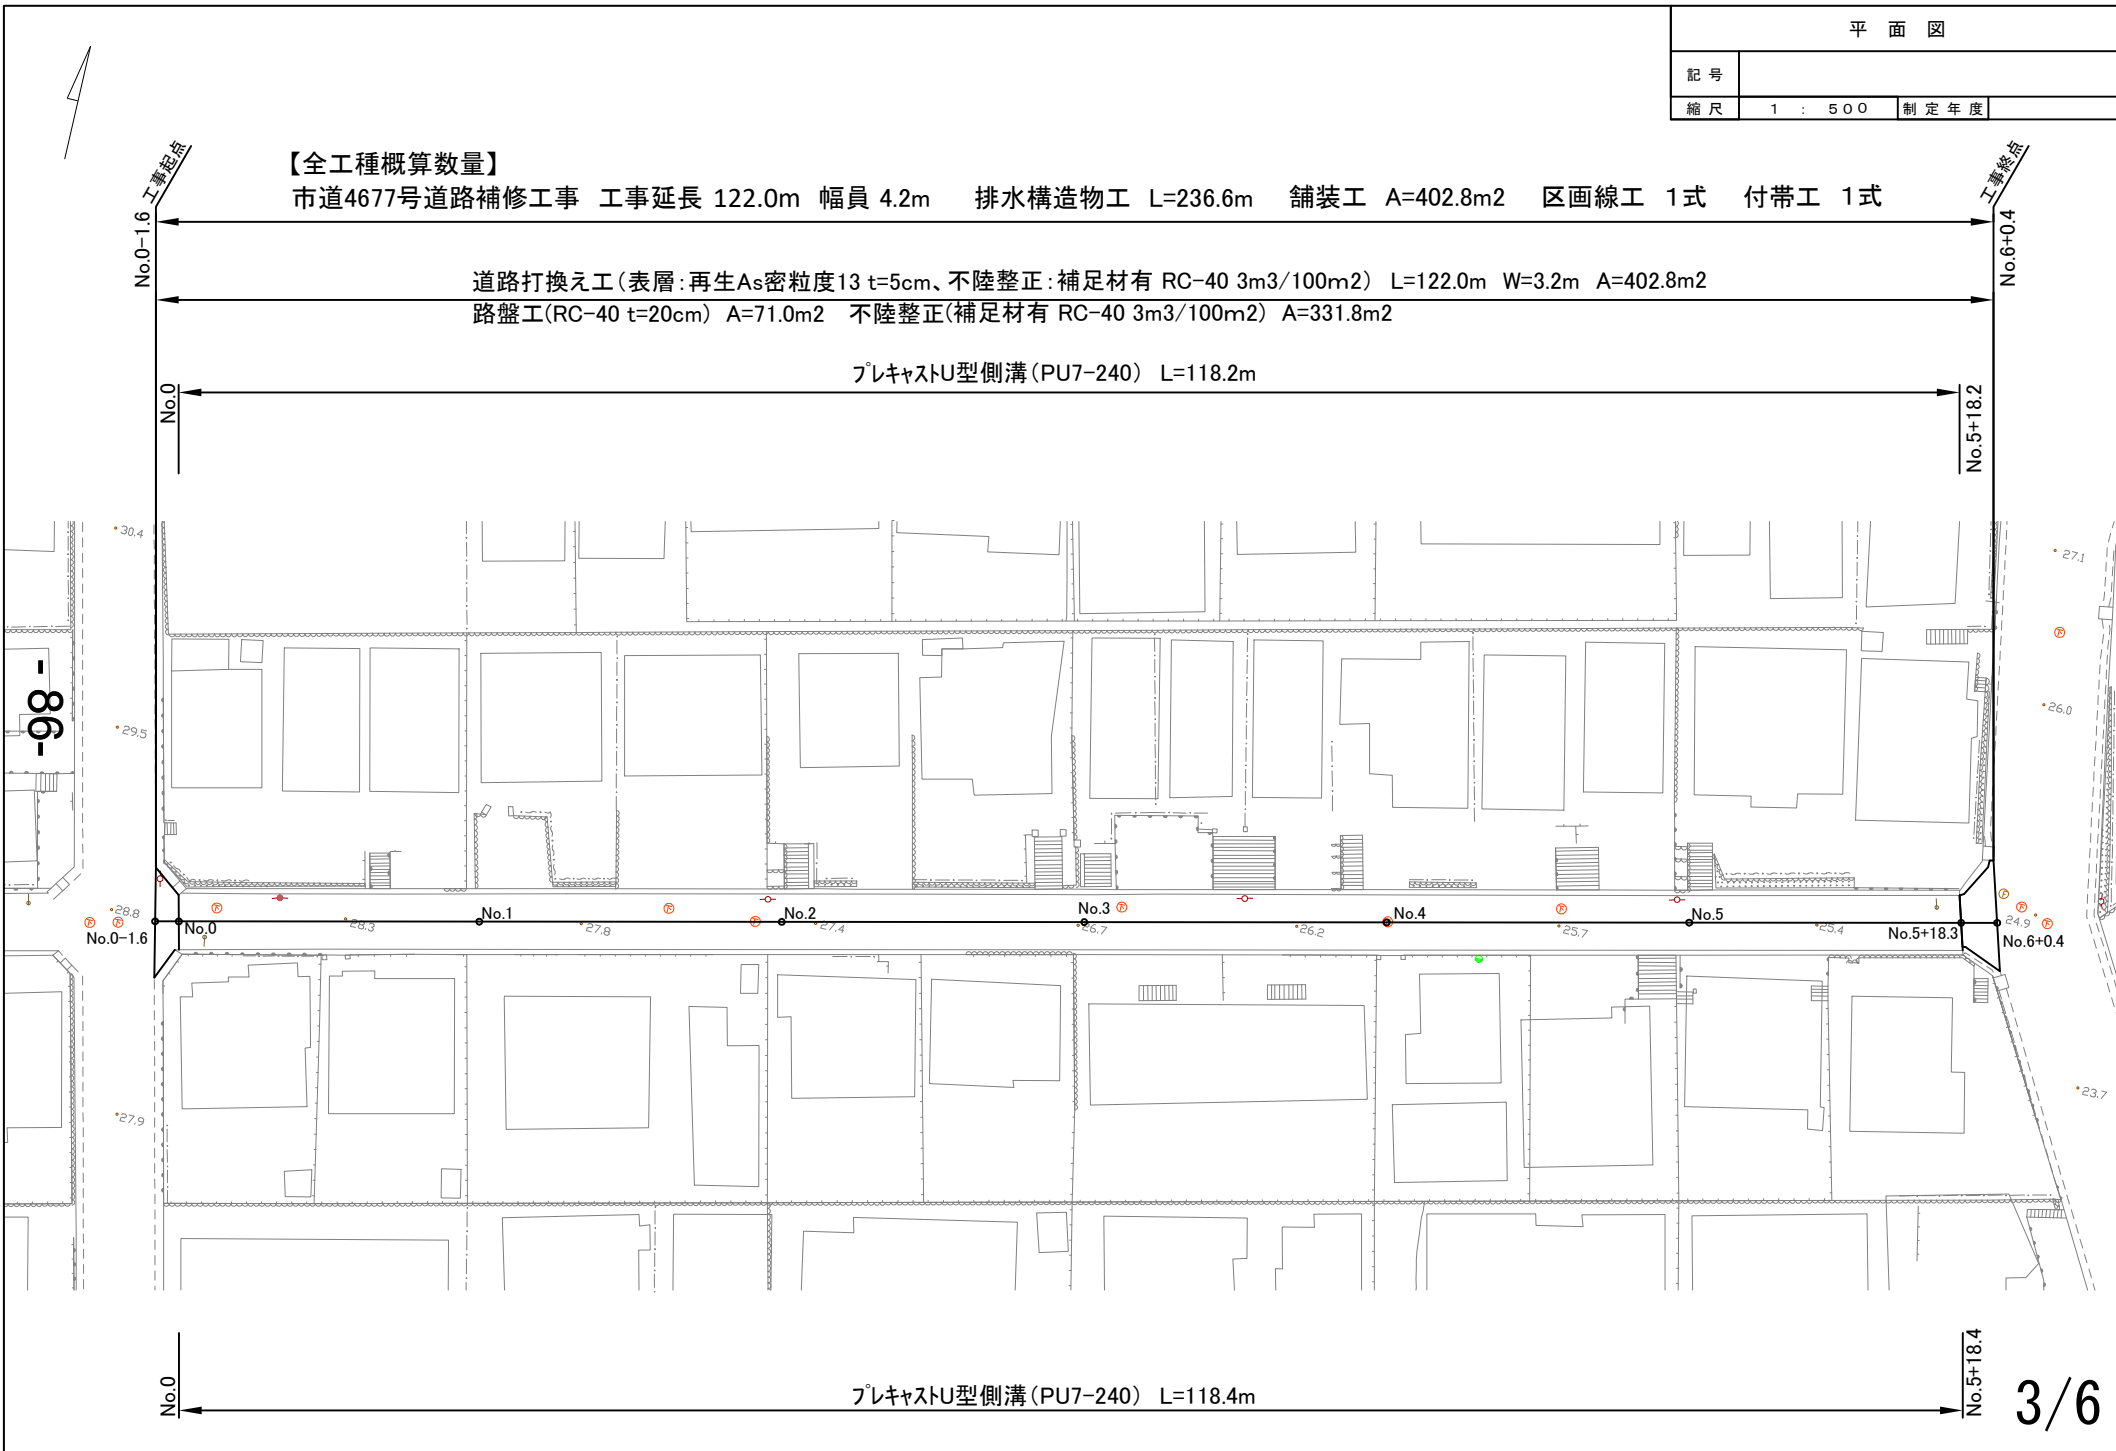 平 面 図
記 号
縮 尺 1 : 500 制 定 年 度
工事起点
工事終点
【全工種概算数量】
市道4677号道路補修工事 工事延長 122.0m 幅員 4.2m 排水構造物工 L=236.6m 舗装工 A=402.8m2 区画線工 1式 付帯工 1式
No.0-1.6
No.6+0.4
道路打換え工(表層:再生As密粒度13 t=5cm、不陸整正:補足材有 RC-40 3m3/100m2) L=122.0m W=3.2m A=402.8m2
路盤工(RC-40 t=20cm) A=71.0m2 不陸整正(補足材有 RC-40 3m3/100m2) A=331.8m2
プレキャストU型側溝(PU7-240) L=118.2m
No.0
No.5+18.2
30.4
27.1
-98-
29.5
26.0
28.8
28.3
27.8
27.4
26.7
26.2
25.7
25.4
24.9
No.0-1.6
No.0
No.1
No.2
No.3
No.4
No.5
No.5+18.3
No.6+0.4
27.9
23.7
No.0
No.5+18.4
プレキャストU型側溝(PU7-240) L=118.4m
3/6